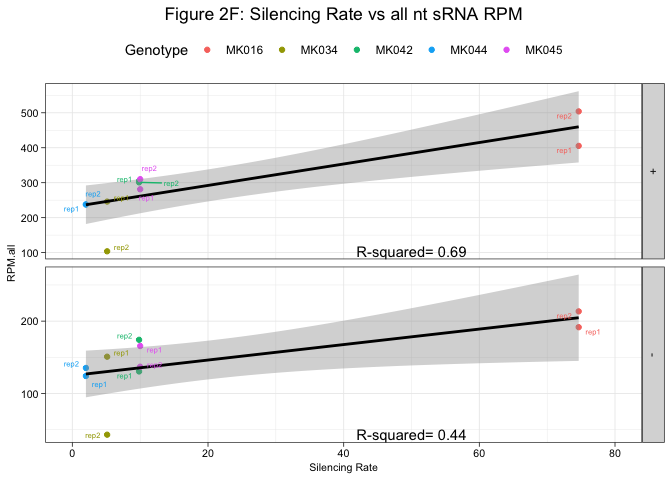 Figure 2F: Silencing Rate vs all nt sRNA RPM
Genotype MK016 MK034 MK042 MK044 MK045
RPM.all
500
400
300
200
100
rep2
rep1
rep2
rep1
rep2
rep2
rep1
rep1
rep1
rep2
R-squared= 0.69
+
200
100
rep2
rep1
rep2
rep1
rep1
rep2
rep2
rep1
rep1
rep2
R-squared= 0.44
-
0 20 40 60 80
Silencing Rate